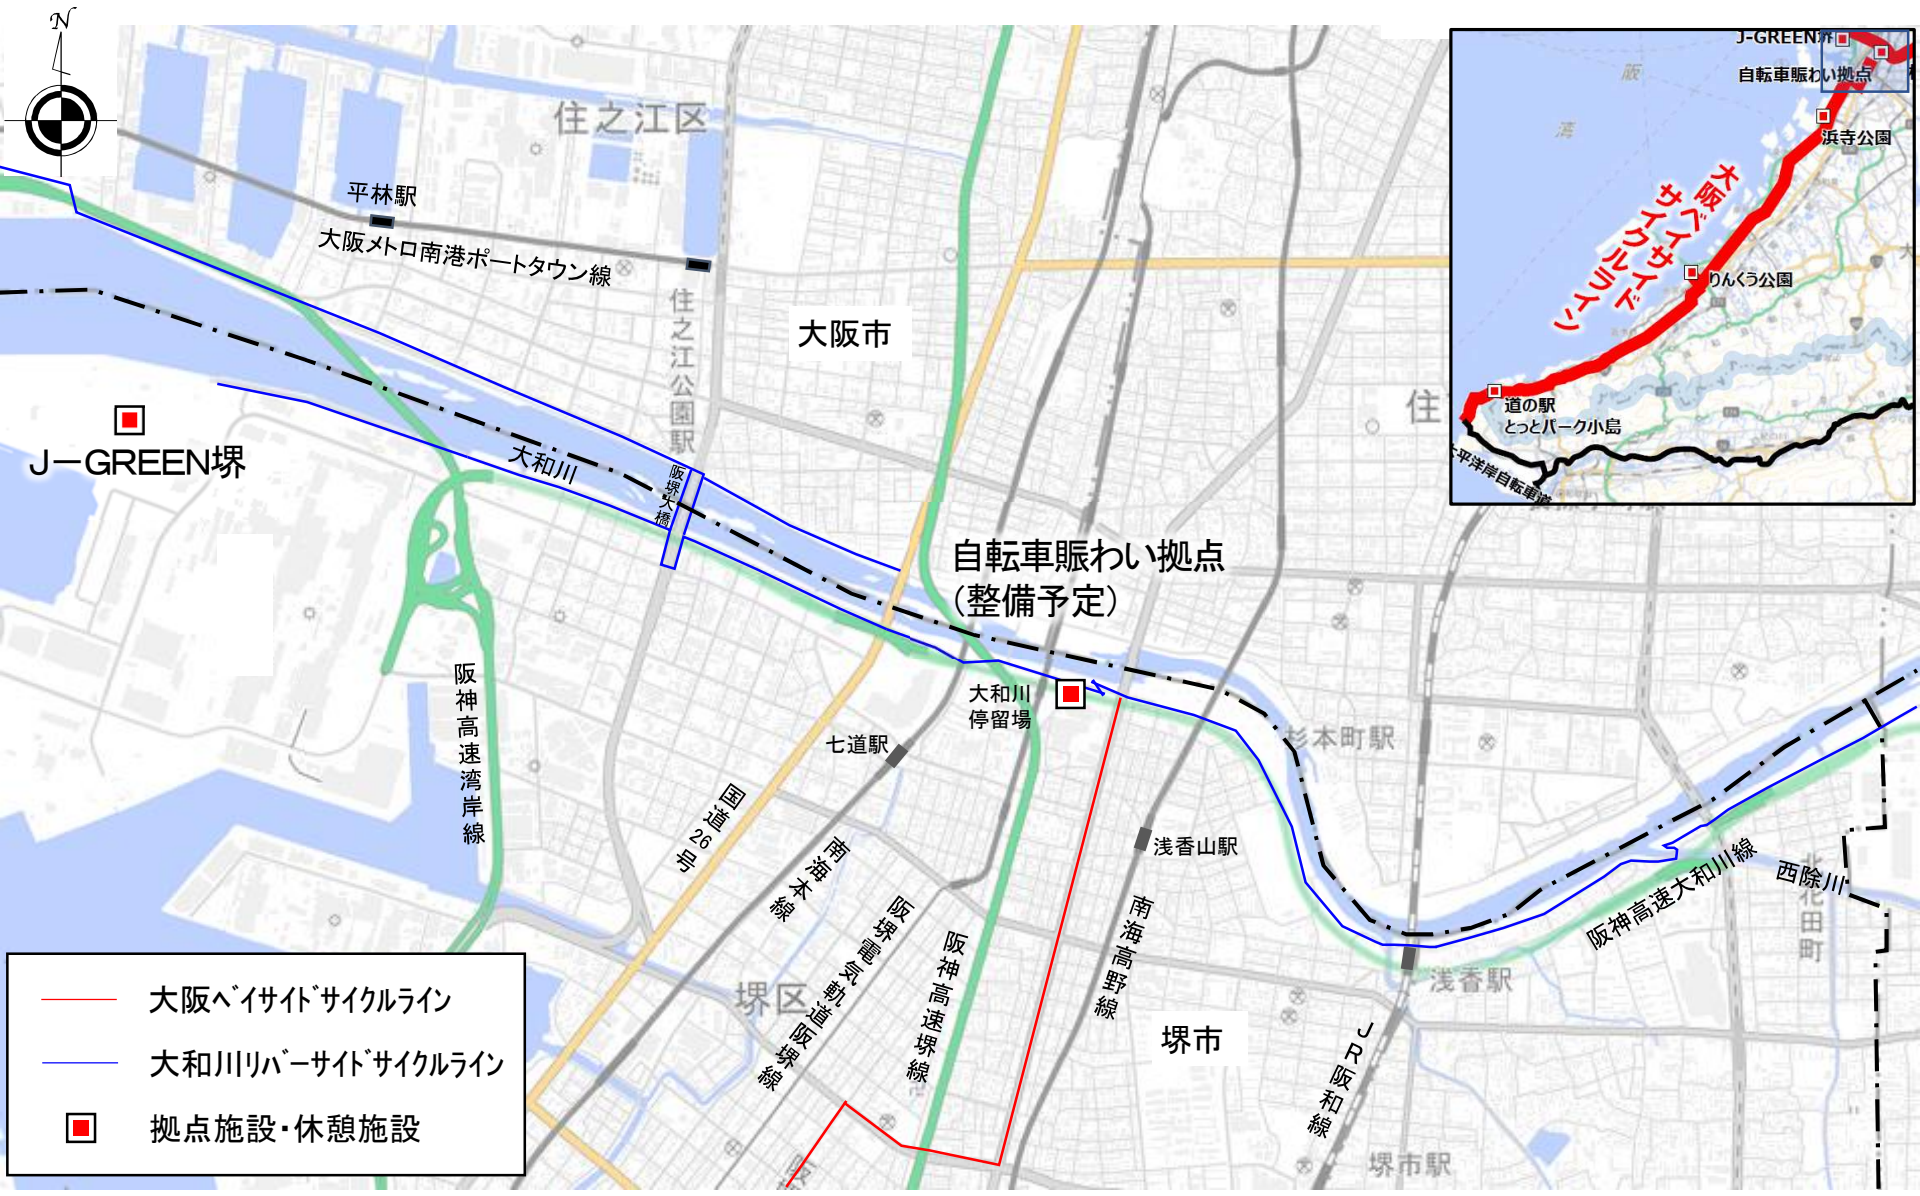 N
住之江区
平林駅
大阪メトロ南港ポートタウン線
住之江公園駅
大阪市
J－GREEN堺
大和川
阪堺大橋
自転車賑わい拠点
（整備予定）
大和川
停留場
七道駅
杉本町駅
浅香山駅
阪神高速湾岸線
国道26号
南海本線
阪堺電気軌道阪堺線
阪神高速堺線
南海高野線
阪神高速大和川線
西除川
北花田町
浅香駅
堺区
堺市
JR阪和線
堺市駅
住
阪
大阪ベイサイドサイクルライン
大和川リバーサイドサイクルライン
拠点施設・休憩施設
J-GREEN堺
自転車賑わい拠点
阪
湾
浜寺公園
大阪ベイサイド
サイクルライン
りんくう公園
道の駅
とっとパーク小島
太平洋岸自転車道